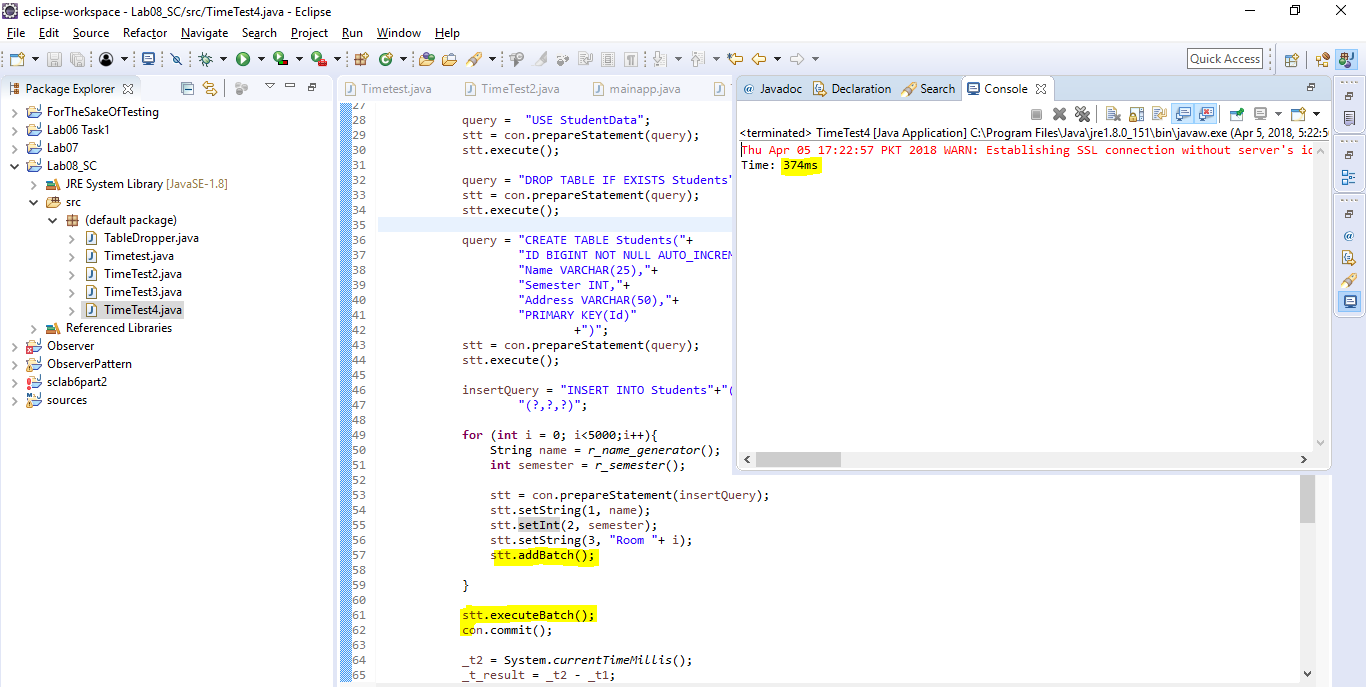 eclipse-workspace - Lab08_SC/src/TimeTest4.java - Eclipse
File Edit Source Refactor Navigate Search Project Run Window Help
Quick Access
Package Explorer
ForTheSakeOfTesting
Lab06 Task1
Lab07
Lab08_SC
JRE System Library [JavaSE-1.8]
src
(default package)
TableDropper.java
Timetest.java
TimeTest2.java
TimeTest3.java
TimeTest4.java
Referenced Libraries
Observer
ObserverPattern
sclab6part2
sources
Timetest.java TimeTest2.java mainapp.java
27
28 query = "USE StudentData";
29 stt = con.prepareStatement(query);
30 stt.execute();
31
32 query = "DROP TABLE IF EXISTS Students"
33 stt = con.prepareStatement(query);
34 stt.execute();
35
36 query = "CREATE TABLE Students("+
37 "ID BIGINT NOT NULL AUTO_INCREM
38 "Name VARCHAR(25),"+
39 "Semester INT,"+
40 "Address VARCHAR(50),"+
41 "PRIMARY KEY(Id)"
42 +")";
43 stt = con.prepareStatement(query);
44 stt.execute();
45
46 insertQuery = "INSERT INTO Students"+"(
47 "(?,?,?)";
48
49 for (int i = 0; i<5000;i++){
50 String name = r_name_generator();
51 int semester = r_semester();
52
53 stt = con.prepareStatement(insertQuery);
54 stt.setString(1, name);
55 stt.setInt(2, semester);
56 stt.setString(3, "Room "+ i);
57 stt.addBatch();
58
59 }
60
61 stt.executeBatch();
62 con.commit();
63
64 _t2 = System.currentTimeMillis();
65 _t_result = _t2 - _t1;
@ Javadoc Declaration Search Console
<terminated> TimeTest4 [Java Application] C:\Program Files\Java\jre1.8.0_151\bin\javaw.exe (Apr 5, 2018, 5:22:5
Thu Apr 05 17:22:57 PKT 2018 WARN: Establishing SSL connection without server's id
Time: 374ms